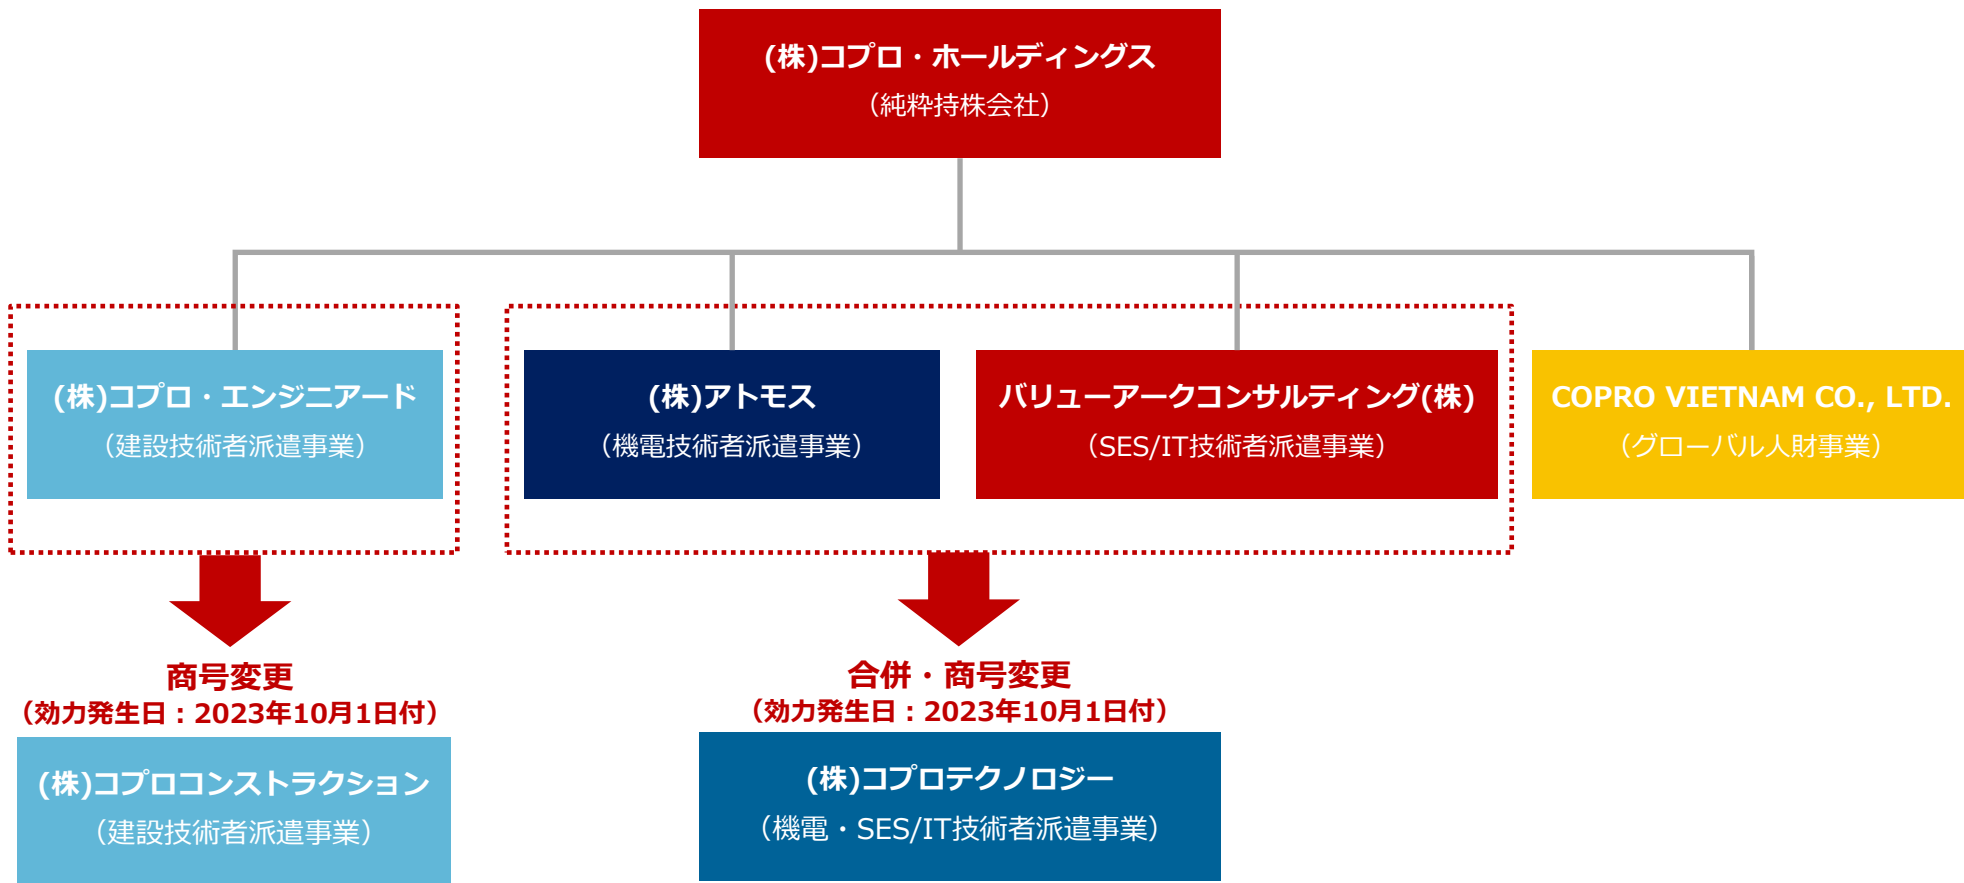 (株)コプロ・ホールディングス
（純粋持株会社）
(株)コプロ・エンジニアード
（建設技術者派遣事業）
(株)アトモス
（機電技術者派遣事業）
バリューアークコンサルティング(株)
（SES/IT技術者派遣事業）
COPRO VIETNAM CO., LTD.
（グローバル人財事業）
商号変更
（効力発生日：2023年10月1日付）
(株)コプロコンストラクション
（建設技術者派遣事業）
合併・商号変更
（効力発生日：2023年10月1日付）
(株)コプロテクノロジー
（機電・SES/IT技術者派遣事業）